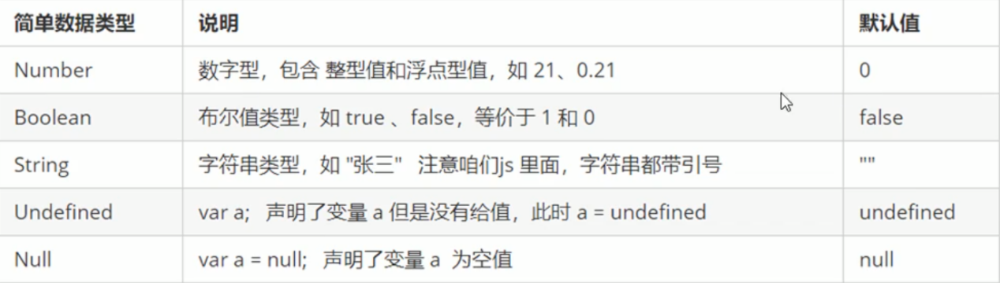 简单数据类型 说明 默认值
Number 数字型，包含 整型值和浮点型值，如 21、0.21 0
Boolean 布尔值类型，如 true 、false，等价于 1 和 0 false
String 字符串类型，如 "张三" 注意咱们js 里面，字符串都带引号 ""
Undefined var a; 声明了变量 a 但是没有给值，此时 a = undefined undefined
Null var a = null; 声明了变量 a 为空值 null